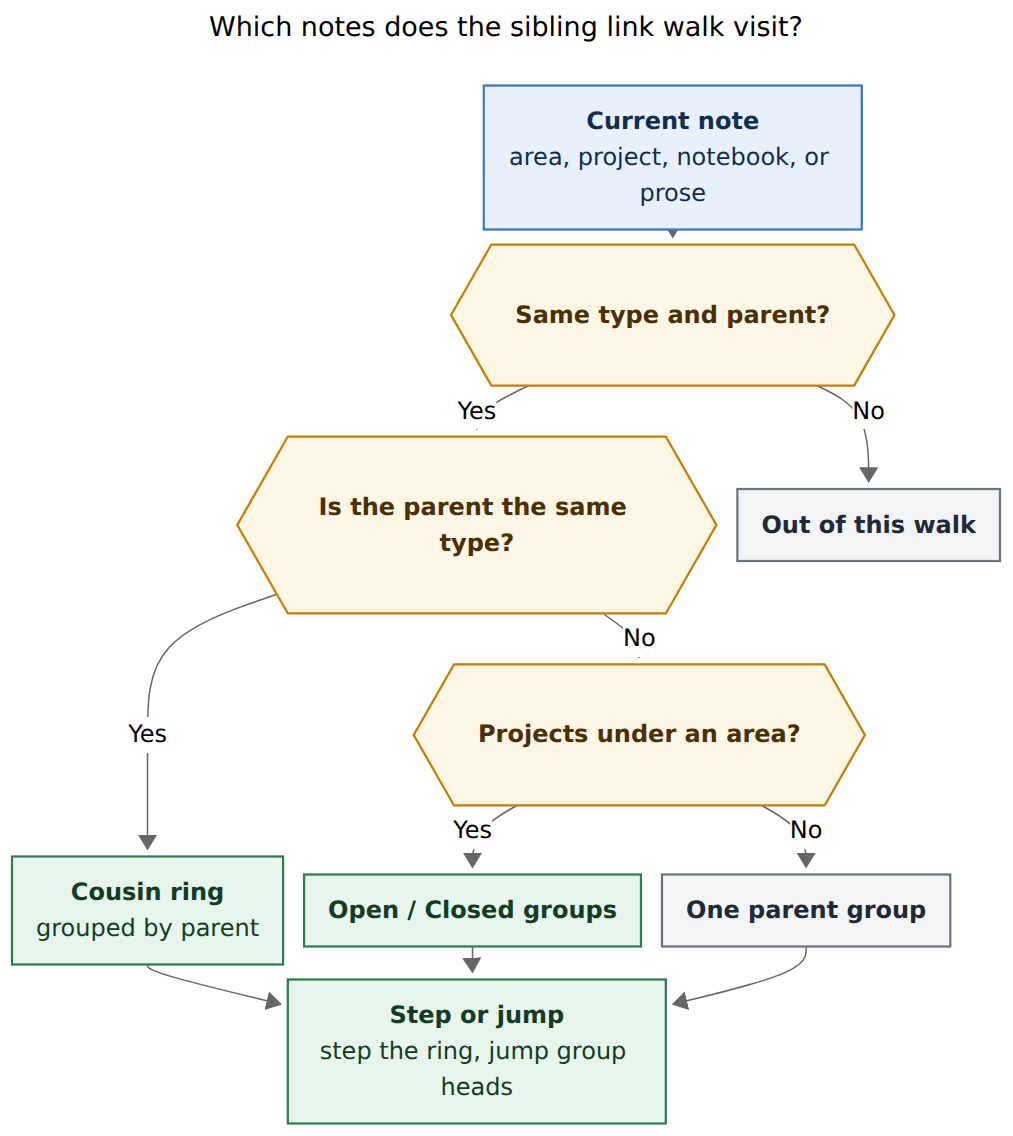 Which notes does the sibling link walk visit?
Current note
area, project, notebook, or
prose
Same type and parent?
Yes
No
Is the parent the same
type?
Out of this walk
No
Yes
Projects under an area?
Yes
No
Cousin ring
grouped by parent
Open / Closed groups
One parent group
Step or jump
step the ring, jump group
heads